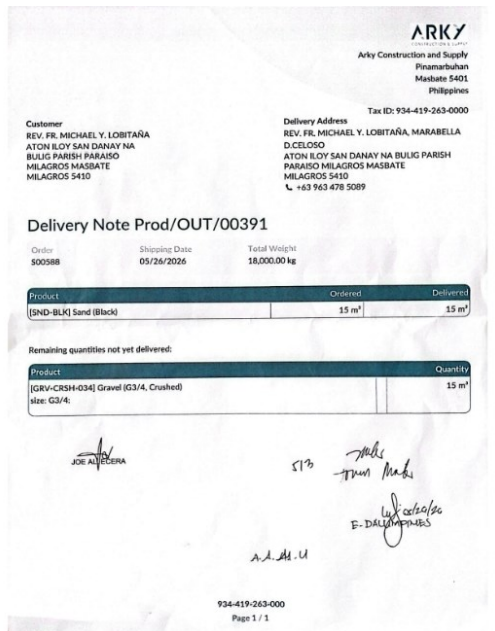 ARKY
CONSTRUCTION & SUPPLY
Arky Construction and Supply
Pinamarbuhan
Masbate 5401
Philippines
Tax ID: 934-419-263-0000
Customer
REV. FR. MICHAEL Y. LOBITAÑA
ATON ILOY SAN DANAY NA
BULIG PARISH PARAISO
MILAGROS MASBATE
MILAGROS 5410
Delivery Address
REV. FR. MICHAEL Y. LOBITAÑA, MARABELLA
D.CELOSO
ATON ILOY SAN DANAY NA BULIG PARISH
PARAISO MILAGROS MASBATE
MILAGROS 5410
+63 963 478 5089
Delivery Note Prod/OUT/00391
Order Shipping Date Total Weight
S00588 05/26/2026 18,000.00 kg
Product Ordered Delivered
[SND-BLK] Sand (Black) 15 m³ 15 m³
Remaining quantities not yet delivered:
Product Quantity
[GRV-CRSH-034] Gravel (G3/4, Crushed) 15 m³
size: G3/4:
JOE
513
A.A.
934-419-263-000
Page 1 / 1